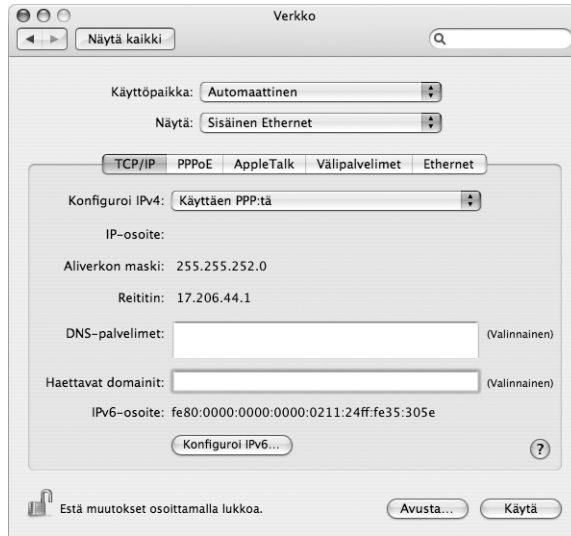 Verkko
Näytä kaikki
Käyttöpaikka: Automaattinen
Näytä: Sisäinen Ethernet
TCP/IP PPPoE AppleTalk Välipalvelimet Ethernet
Konfiguroi IPv4: Käyttäen PPP:tä
IP-osoite:
Aliverkon maski: 255.255.252.0
Reititin: 17.206.44.1
DNS-palvelimet: (Valinnainen)
Haettavat domainit: (Valinnainen)
IPv6-osoite: fe80:0000:0000:0000:0211:24ff:fe35:305e
Konfiguroi IPv6...
?
Estä muutokset osoittamalla lukkoa. Avusta... Käytä